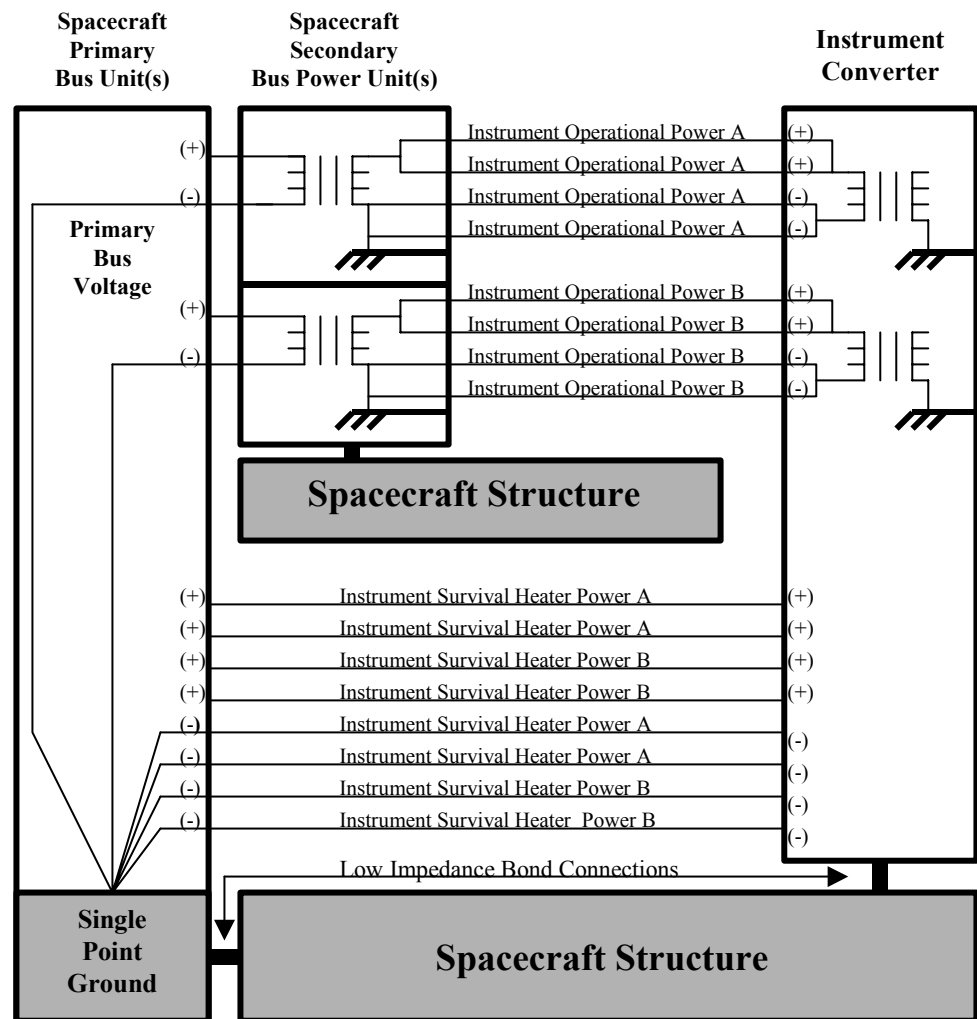 Spacecraft
Primary
Bus Unit(s)
Spacecraft
Secondary
Bus Power Unit(s)
Instrument
Converter
(+)
(-)
Primary
Bus
Voltage
(+)
(-)
Instrument Operational Power A
Instrument Operational Power A
Instrument Operational Power A
Instrument Operational Power A
(+)
(+)
(-)
(-)
Instrument Operational Power B
Instrument Operational Power B
Instrument Operational Power B
Instrument Operational Power B
(+)
(+)
(-)
(-)
Spacecraft Structure
(+) Instrument Survival Heater Power A (+)
(+) Instrument Survival Heater Power A (+)
(+) Instrument Survival Heater Power B (+)
(+) Instrument Survival Heater Power B (+)
(-) Instrument Survival Heater Power A (-)
(-) Instrument Survival Heater Power A (-)
(-) Instrument Survival Heater Power B (-)
(-) Instrument Survival Heater Power B (-)
Low Impedance Bond Connections
Single
Point
Ground
Spacecraft Structure